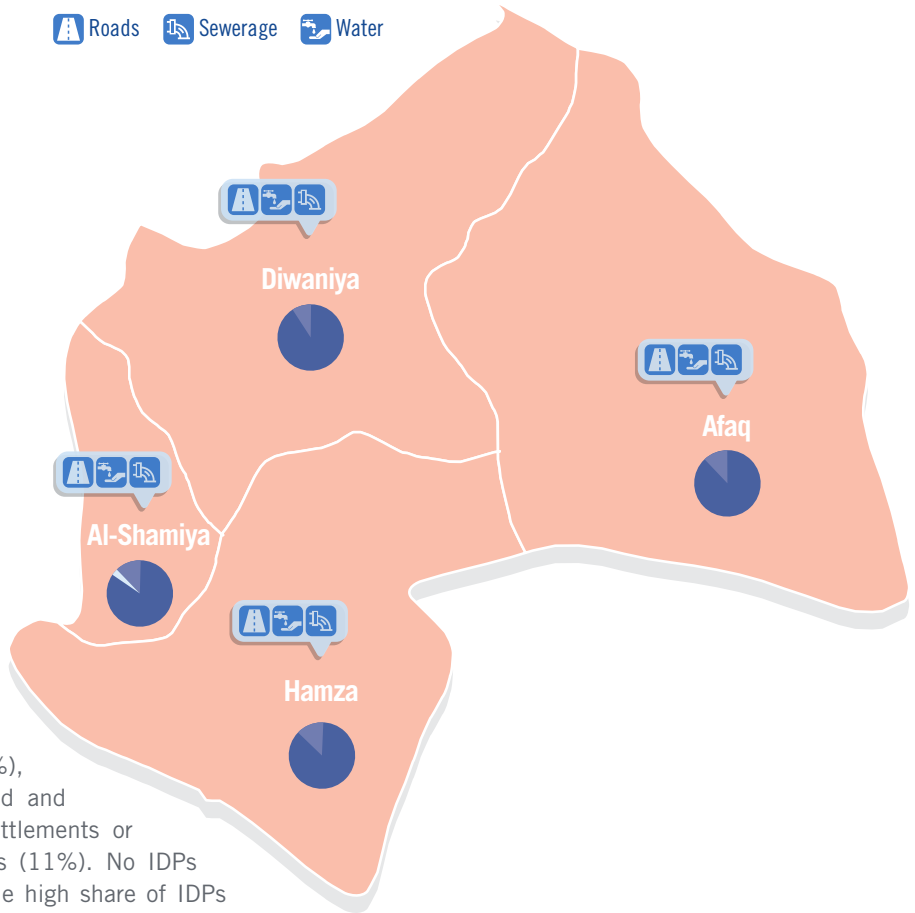 Roads Sewerage Water
Diwaniya
Afaq
Al-Shamiya
Hamza
%),
d and
ttlements or
s (11%). No IDPs
e high share of IDPs